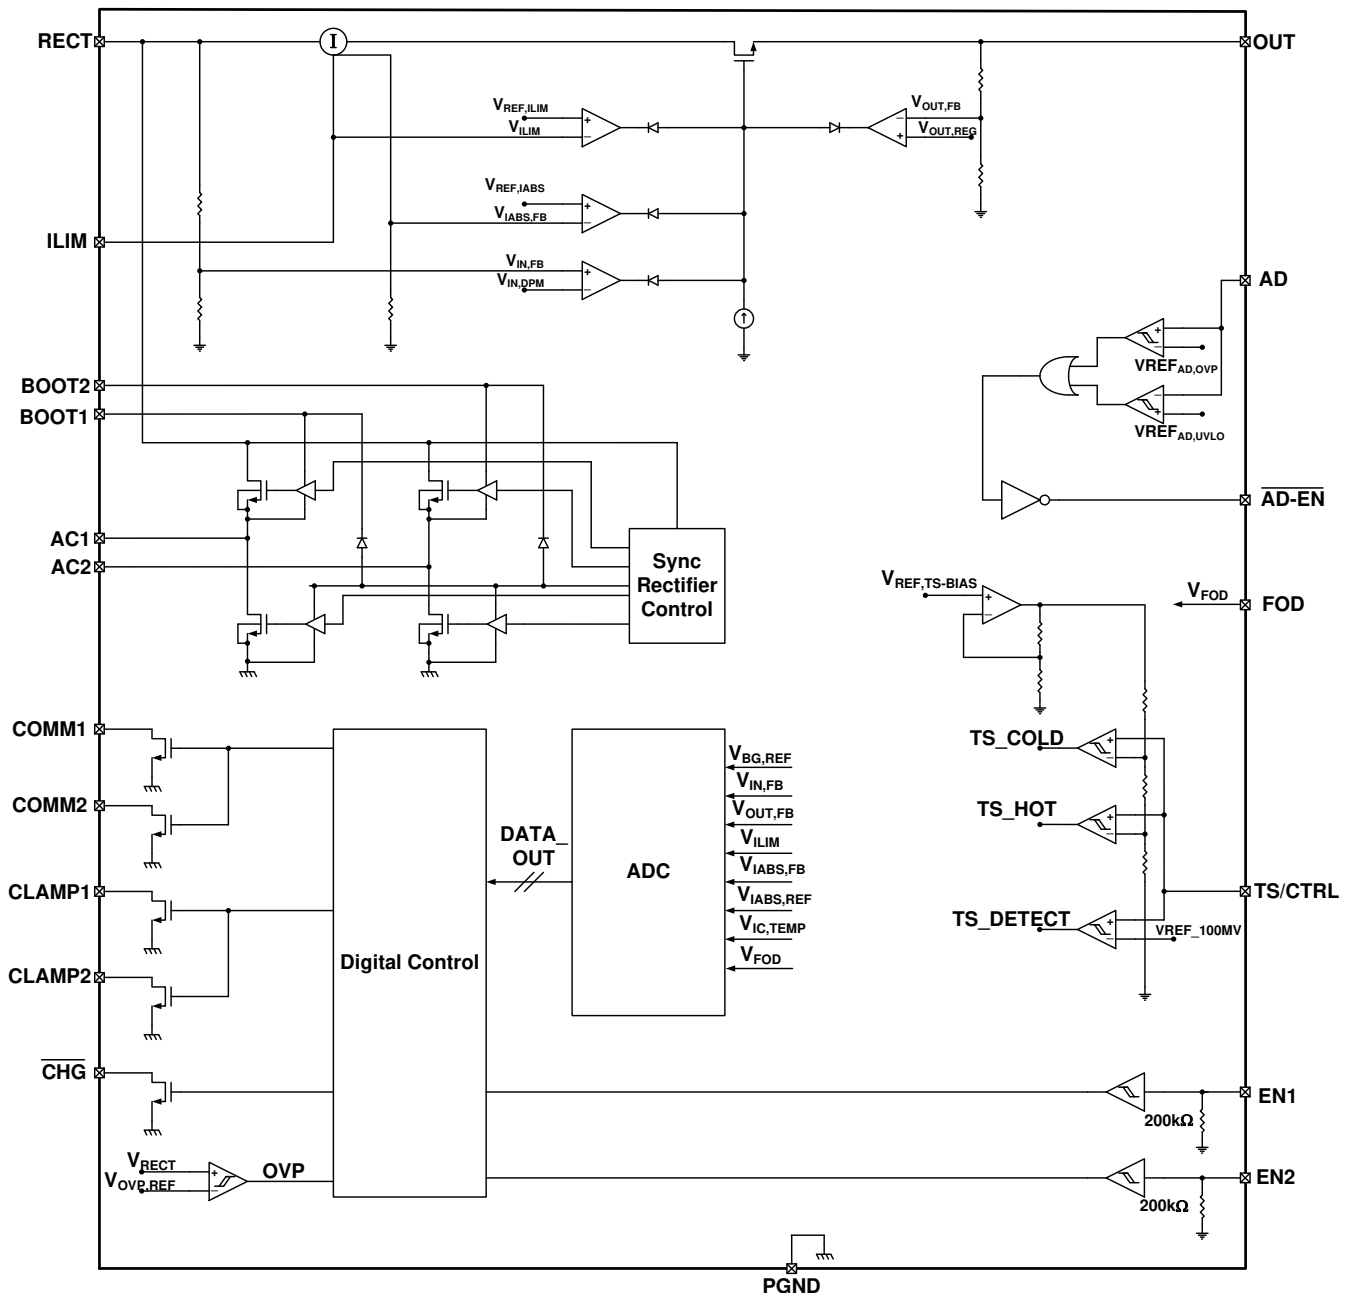 RECT
I
OUT
V_REF,ILIM
V_ILIM
V_OUT,FB
V_OUT,REG
V_REF,IABS
V_IABS,FB
ILIM
V_IN,FB
V_IN,DPM
AD
VREF_AD,OVP
BOOT2
BOOT1
VREF_AD,UVLO
AD-EN
AC1
AC2
Sync
Rectifier
Control
V_REF,TS-BIAS
V_FOD
FOD
COMM1
COMM2
CLAMP1
CLAMP2
CHG
Digital Control
DATA_
OUT
ADC
V_BG,REF
V_IN,FB
V_OUT,FB
V_ILIM
V_IABS,FB
V_IABS,REF
V_IC,TEMP
V_FOD
TS_COLD
TS_HOT
TS_DETECT
VREF_100MV
TS/CTRL
EN1
200kΩ
EN2
200kΩ
V_RECT
V_OVP,REF
OVP
PGND